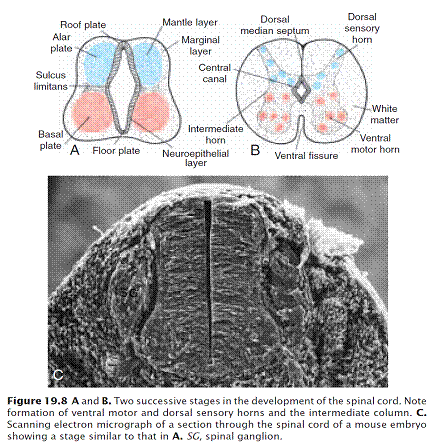 Roof plate
Mantle layer
Alar
plate
Marginal
layer
Sulcus
limitans
Basal
plate
A
Floor plate
Neuroepithelial
layer
Dorsal
median septum
Dorsal
sensory
horn
Central
canal
White
matter
Intermediate
horn
B
Ventral fissure
Ventral
motor horn
C
Figure 19.8 A and B. Two successive stages in the development of the spinal cord. Note
formation of ventral motor and dorsal sensory horns and the intermediate column. C.
Scanning electron micrograph of a section through the spinal cord of a mouse embryo
showing a stage similar to that in A. SG, spinal ganglion.